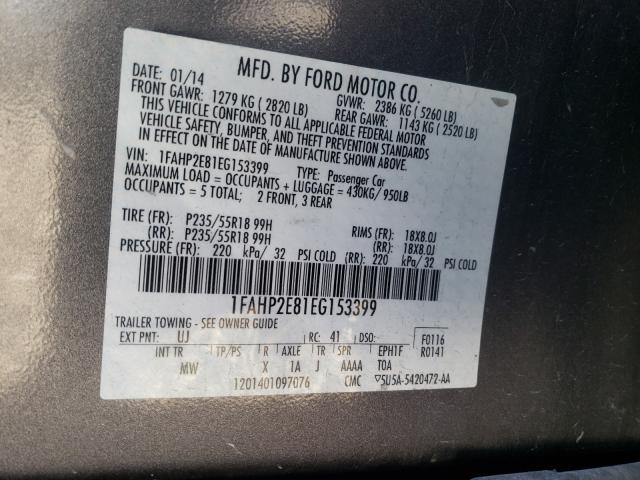 MFD. BY FORD MOTOR CO.
DATE: 01/14 GVWR: 2386 KG (5260 LB)
FRONT GAWR: 1279 KG (2820 LB) REAR GAWR: 1143 KG (2520 LB)
THIS VEHICLE CONFORMS TO ALL APPLICABLE FEDERAL MOTOR
VEHICLE SAFETY, BUMPER, AND THEFT PREVENTION STANDARDS
IN EFFECT ON THE DATE OF MANUFACTURE SHOWN ABOVE.
VIN: 1FAHP2E81EG153399 TYPE: Passenger Car
MAXIMUM LOAD = OCCUPANTS + LUGGAGE = 430KG/950LB
OCCUPANTS = 5 TOTAL; 2 FRONT, 3 REAR
TIRE (FR): P235/55R18 99H RIMS (FR): 18X8.0J
(RR): P235/55R18 99H (RR): 18X8.0J
PRESSURE (FR): 220 kPa/ 32 PSI COLD (RR): 220 kPa/ 32 PSI COLD
1FAHP2E81EG153399
TRAILER TOWING - SEE OWNER GUIDE
EXT PNT: UJ RC: 41 DSO: F0116
R0141
INT TR TP/PS R AXLE TR SPR EPH1F
MW X 1A J AAAA T0A
1201401097076 CMC 5U5A-5420472-AA